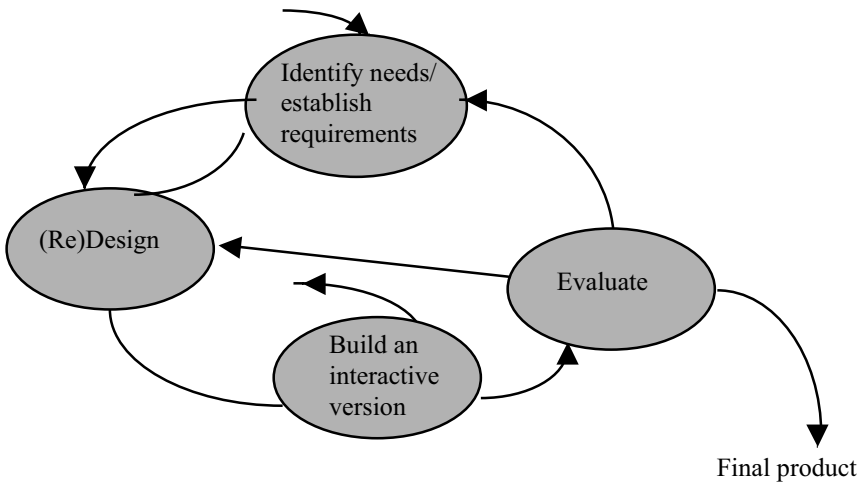 Identify needs/
establish
requirements
(Re)Design
Evaluate
Build an
interactive
version
Final product